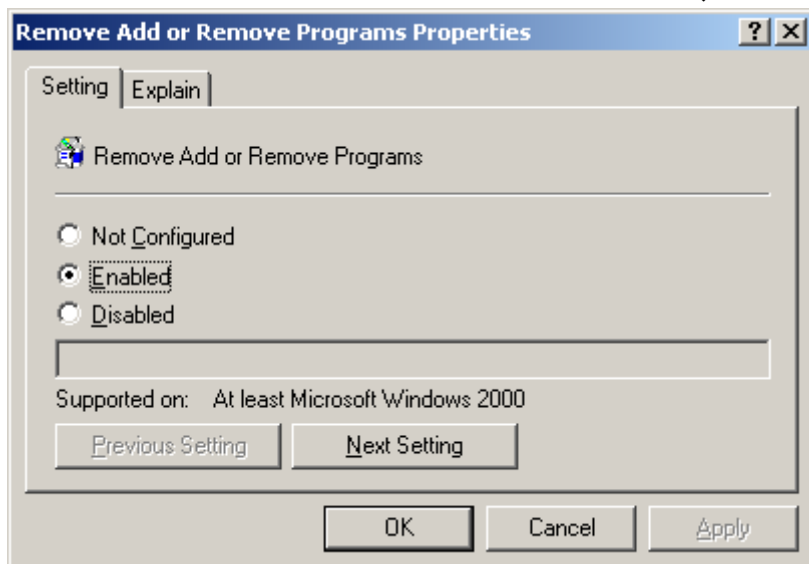 Remove Add or Remove Programs Properties
Setting Explain
Remove Add or Remove Programs
Not Configured
Enabled
Disabled
Supported on: At least Microsoft Windows 2000
Previous Setting Next Setting
OK Cancel Apply